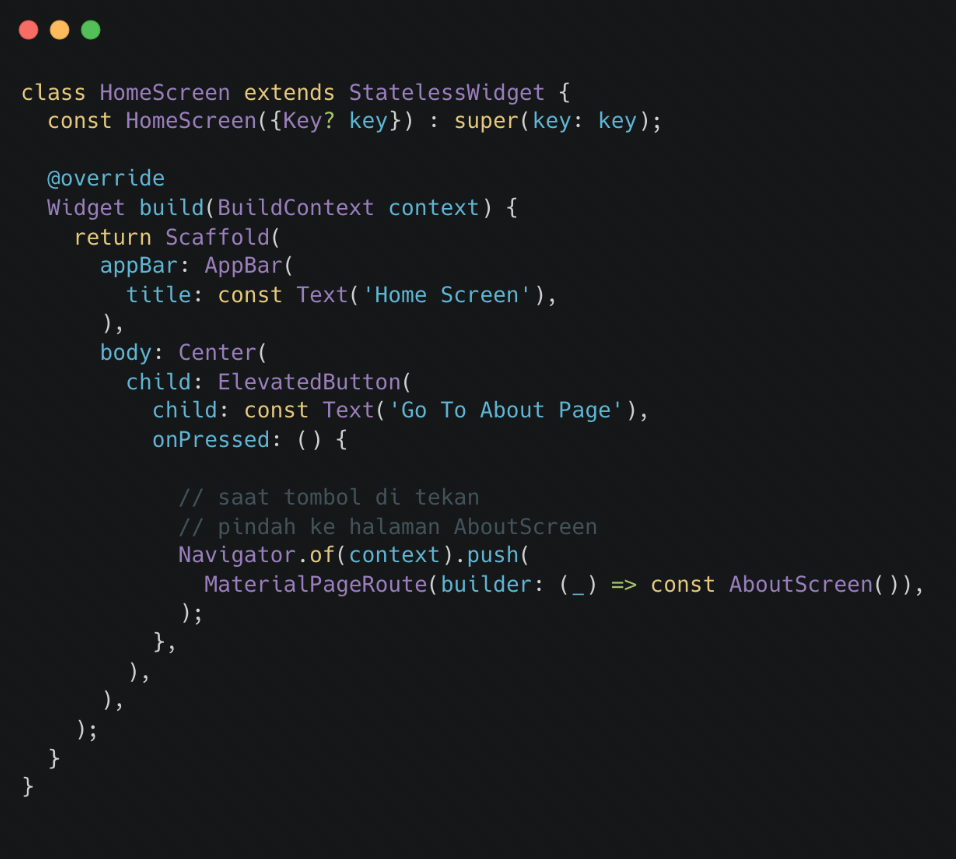 class HomeScreen extends StatelessWidget {
  const HomeScreen({Key? key}) : super(key: key);

  @override
  Widget build(BuildContext context) {
    return Scaffold(
      appBar: AppBar(
        title: const Text('Home Screen'),
      ),
      body: Center(
        child: ElevatedButton(
          child: const Text('Go To About Page'),
          onPressed: () {

            // saat tombol di tekan
            // pindah ke halaman AboutScreen
            Navigator.of(context).push(
              MaterialPageRoute(builder: (_) => const AboutScreen()),
            );
          },
        ),
      ),
    );
  }
}